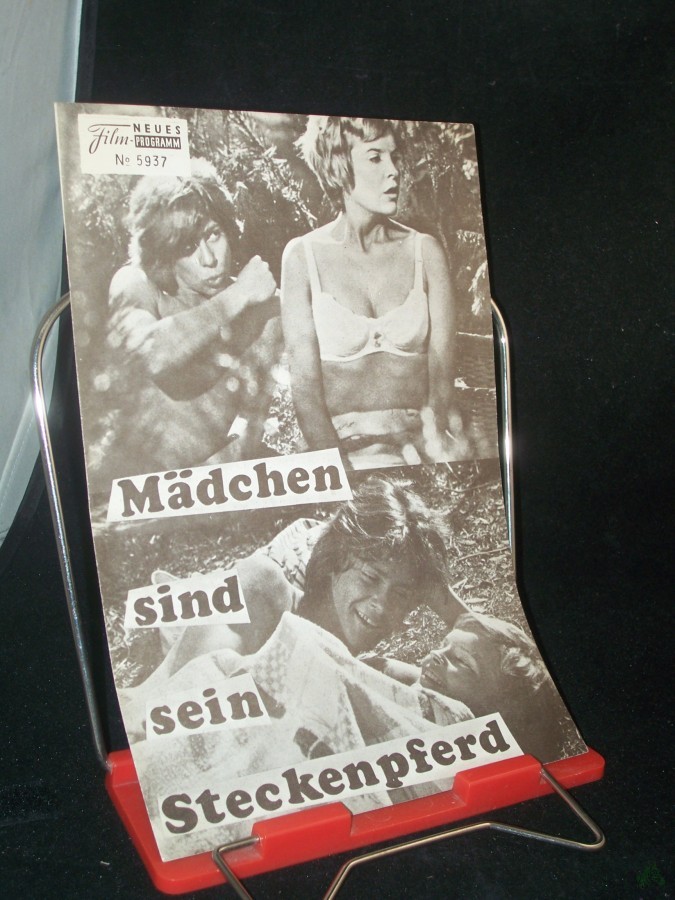 NEUES
Film-PROGRAMM
No 5937
Mädchen
sind
sein
Steckenpferd